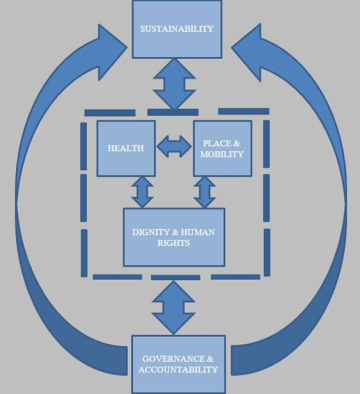 SUSTAINABILITY
HEALTH
PLACE &
MOBILITY
DIGNITY & HUMAN
RIGHTS
GOVERNANCE &
ACCOUNTABILITY